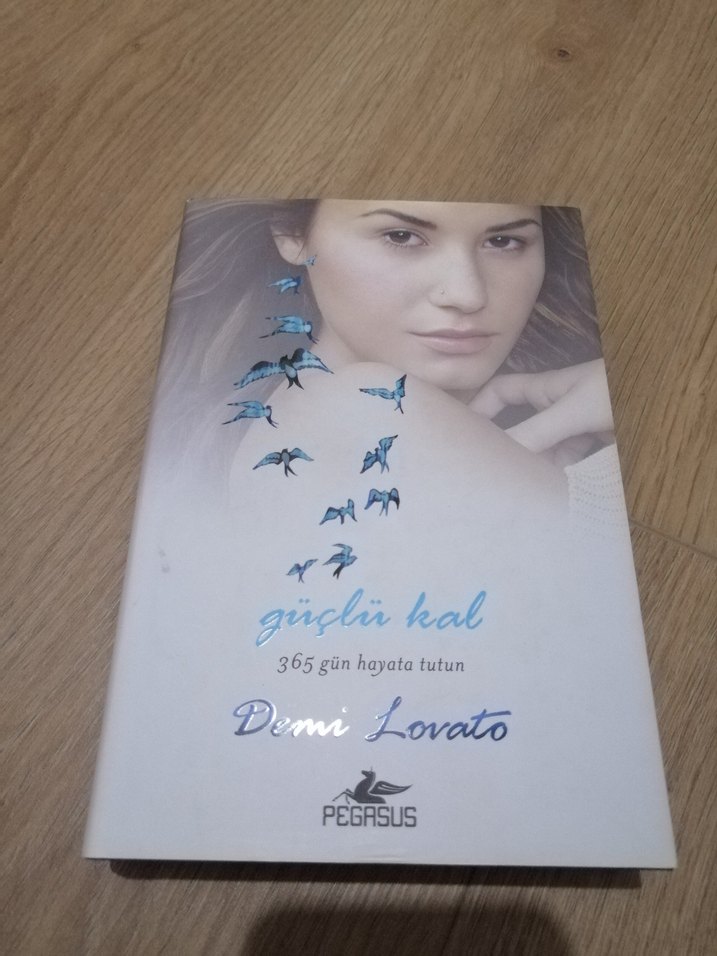 güçlü kal
365 gün hayata tutun
Demi Lovato
PEGASUS